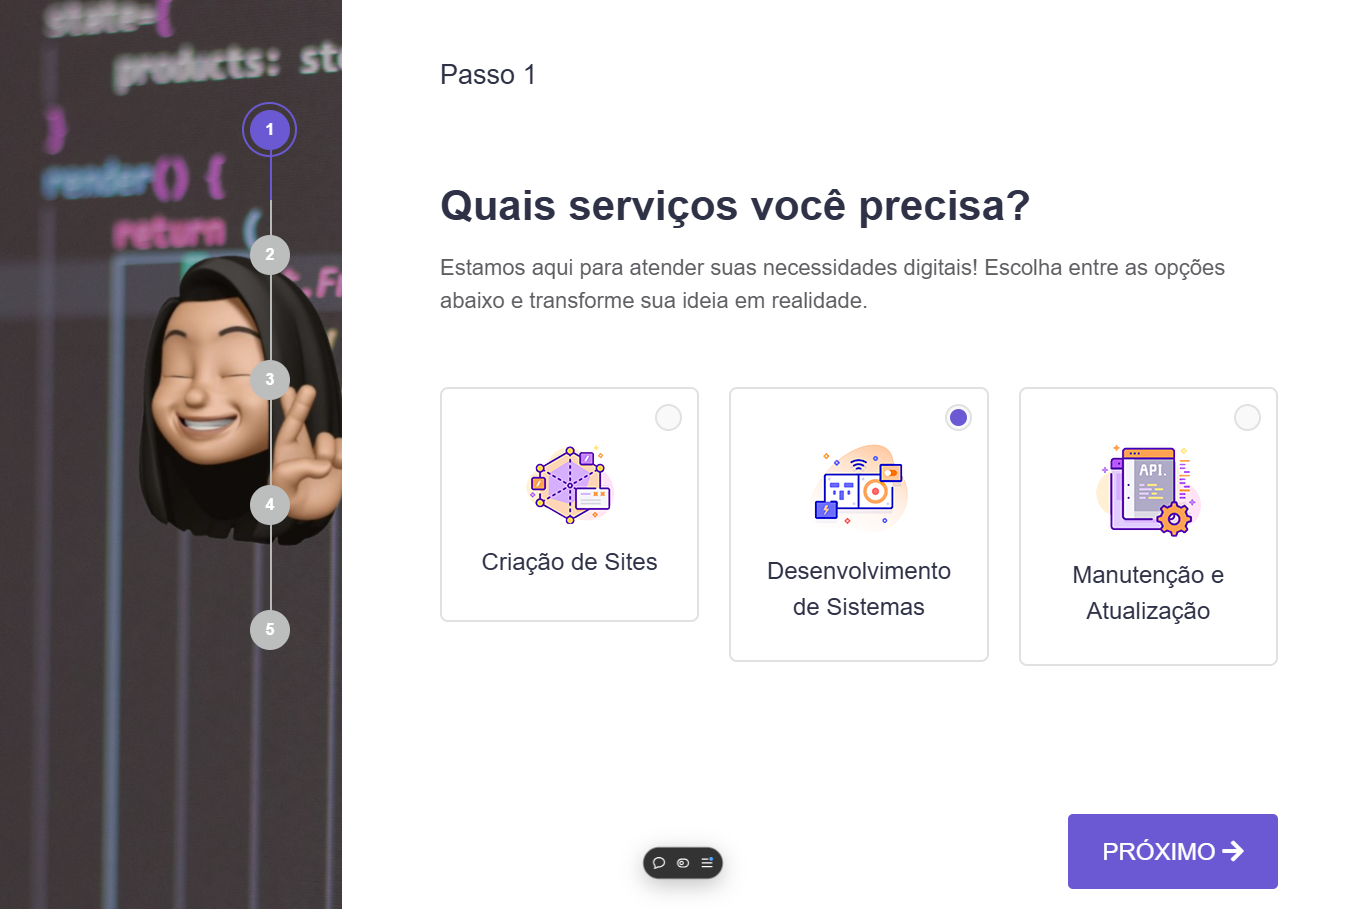 state={
products: sto
}
render() {
return (
.Fr
1
2
3
4
5
Passo 1
Quais serviços você precisa?
Estamos aqui para atender suas necessidades digitais! Escolha entre as opções
abaixo e transforme sua ideia em realidade.
Criação de Sites
Desenvolvimento
de Sistemas
API.
Manutenção e
Atualização
PRÓXIMO